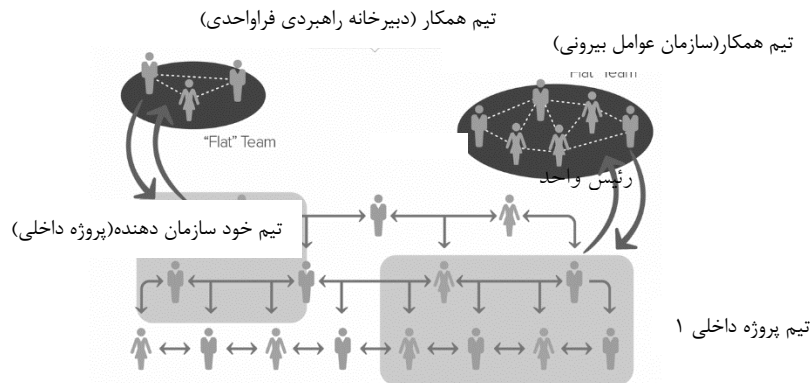 تیم همکار (دبیرخانه راهبردی فراواحدی)
تیم همکار(سازمان عوامل بیرونی)
"Flat" Team
"Flat" Team
رئیس واحد
تیم خود سازمان دهنده(پروژه داخلی)
تیم پروژه داخلی ۱